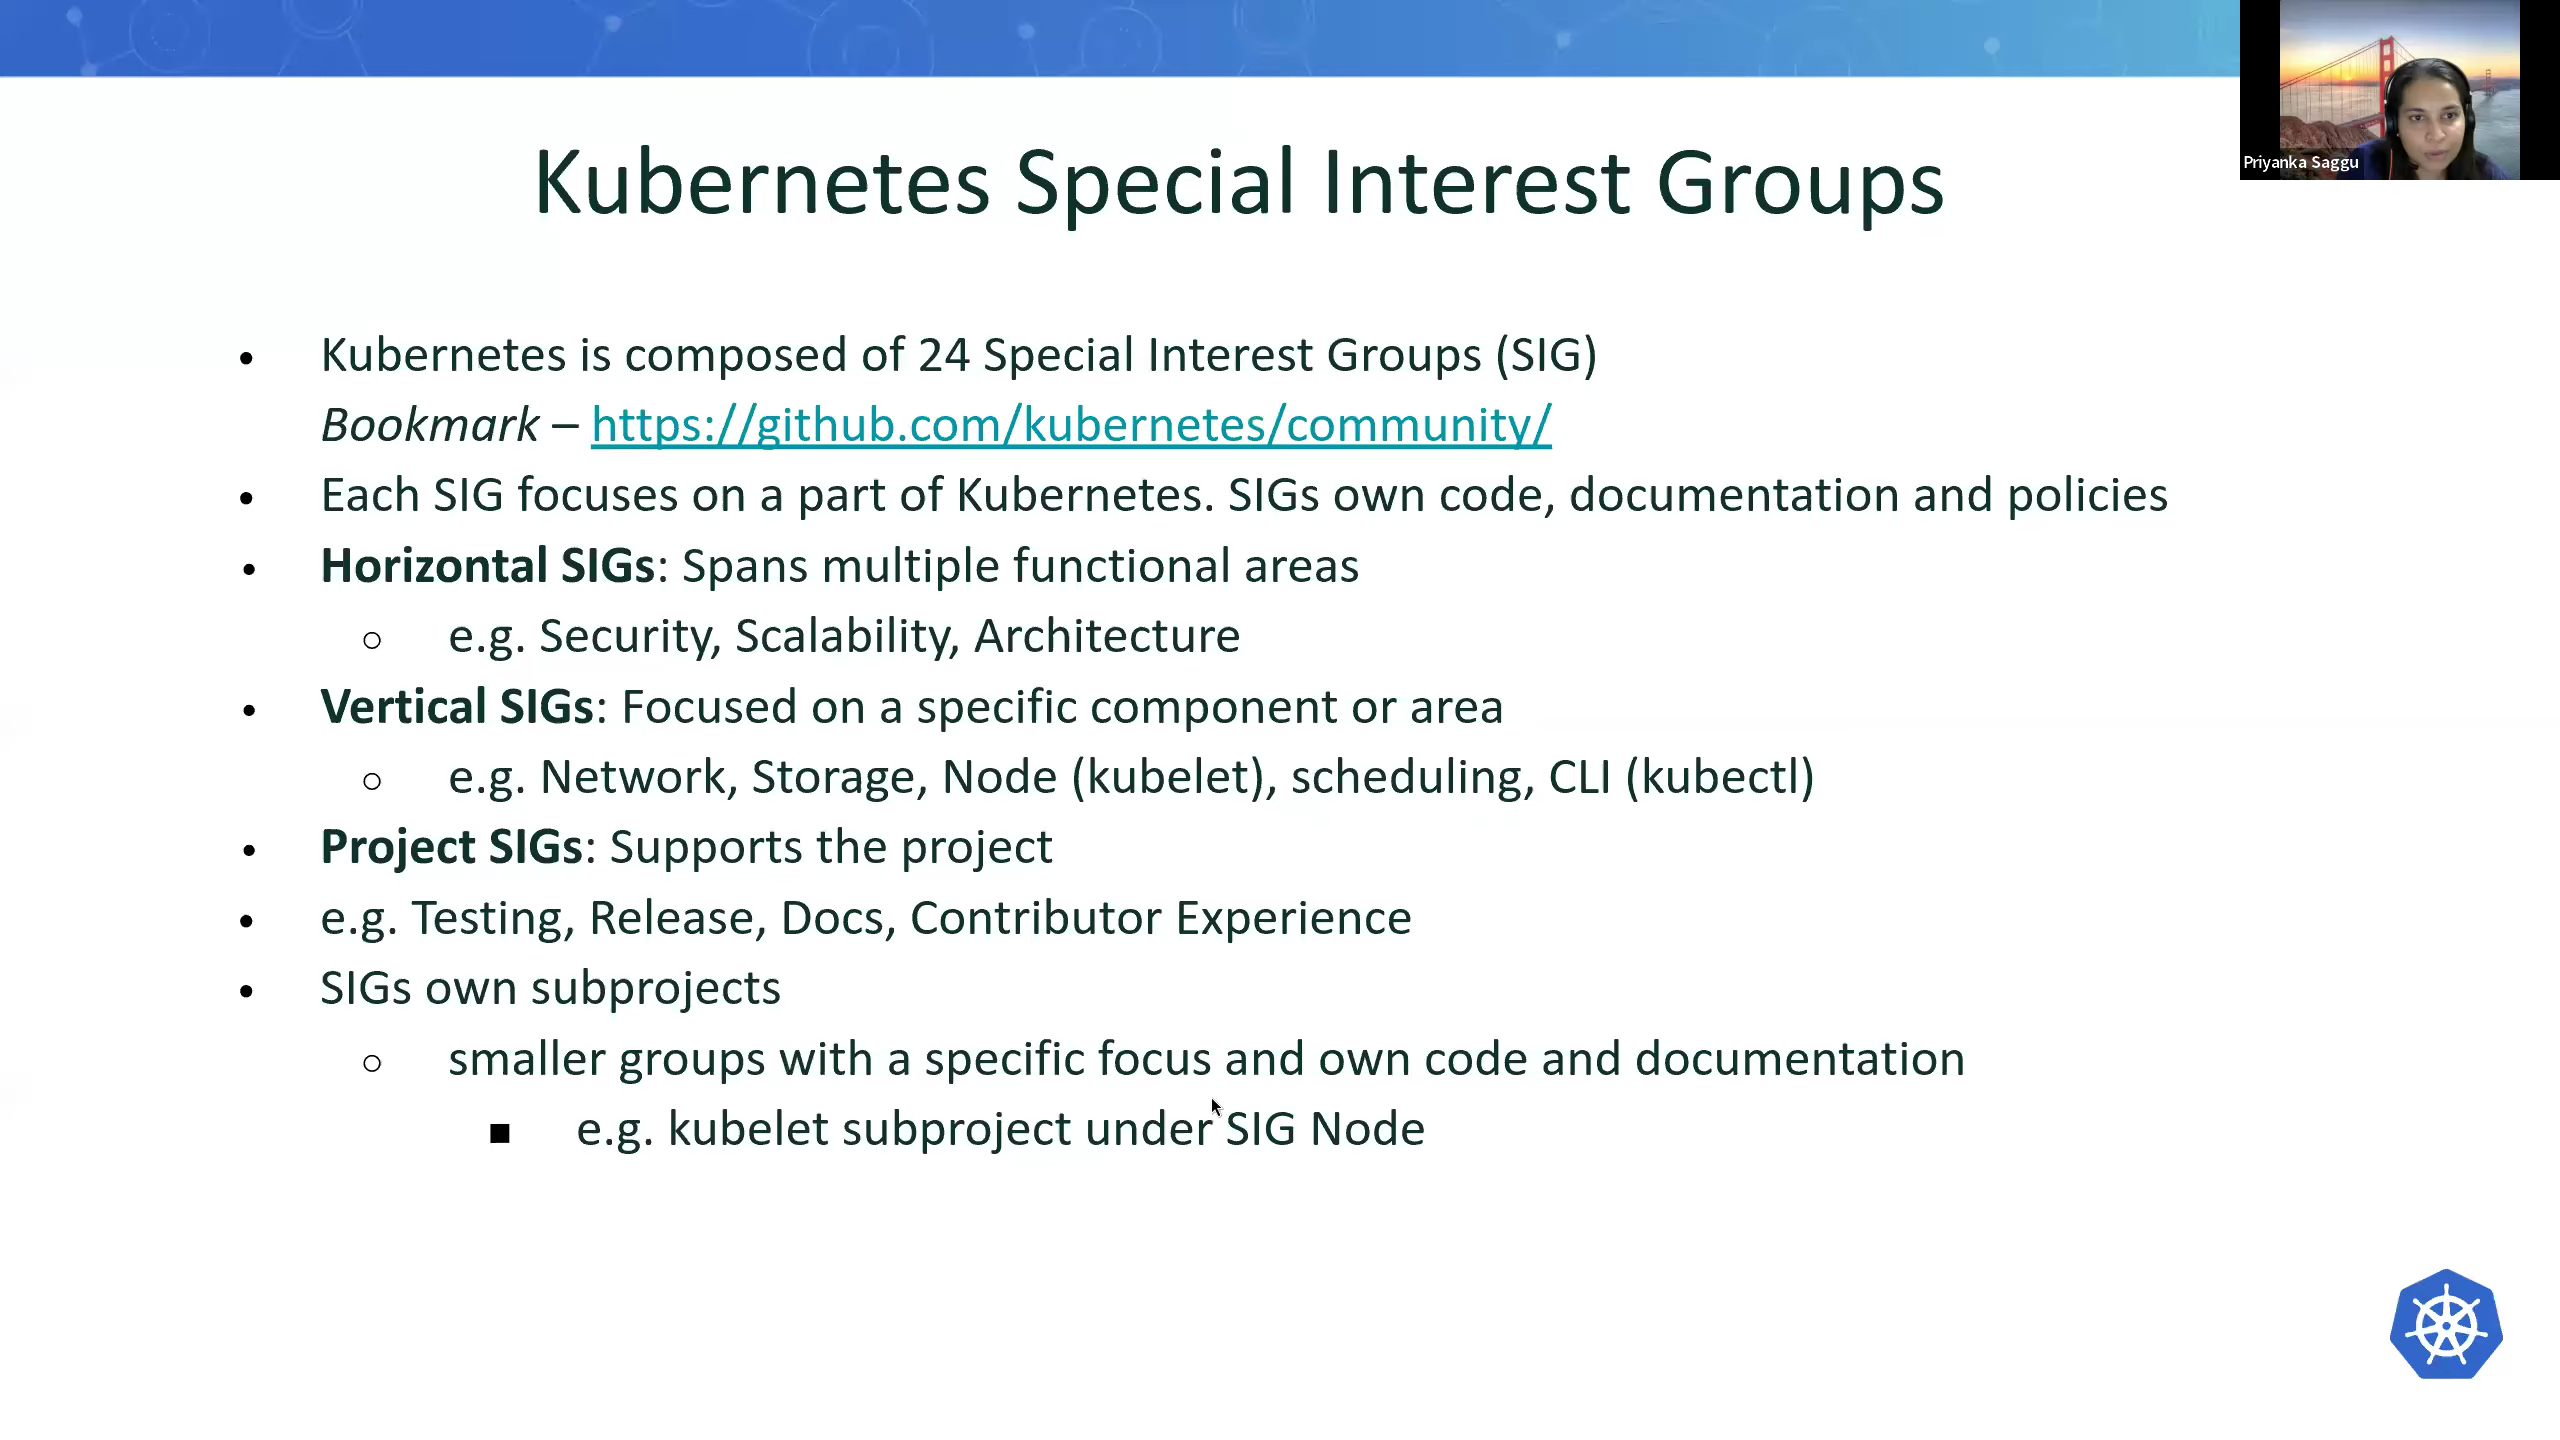 Kubernetes Special Interest Groups
Priyanka Saggu
• Kubernetes is composed of 24 Special Interest Groups (SIG)
Bookmark – https://github.com/kubernetes/community/
• Each SIG focuses on a part of Kubernetes. SIGs own code, documentation and policies
• Horizontal SIGs: Spans multiple functional areas
○ e.g. Security, Scalability, Architecture
• Vertical SIGs: Focused on a specific component or area
○ e.g. Network, Storage, Node (kubelet), scheduling, CLI (kubectl)
• Project SIGs: Supports the project
• e.g. Testing, Release, Docs, Contributor Experience
• SIGs own subprojects
○ smaller groups with a specific focus and own code and documentation
■ e.g. kubelet subproject under SIG Node